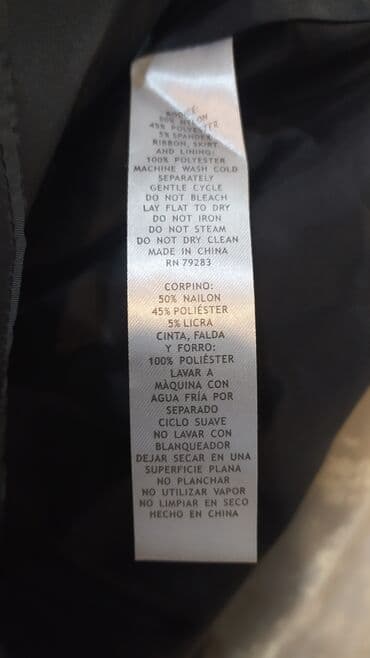 BODICE:
50% NYLON
45% POLYESTER
5% SPANDEX
RIBBON, SKIRT
AND LINING:
100% POLYESTER
MACHINE WASH COLD
SEPARATELY
GENTLE CYCLE
DO NOT BLEACH
LAY FLAT TO DRY
DO NOT IRON
DO NOT STEAM
DO NOT DRY CLEAN
MADE IN CHINA
RN 79283
CORPINO:
50% NAILON
45% POLIÉSTER
5% LICRA
CINTA, FALDA
Y FORRO:
100% POLIÉSTER
LAVAR A
MÀQUINA CON
AGUA FRÍA POR
SEPARADO
CICLO SUAVE
NO LAVAR CON
BLANQUEADOR
DEJAR SECAR EN UNA
SUPERFICIE PLANA
NO PLANCHAR
NO UTILIZAR VAPOR
NO LIMPIAR EN SECO
HECHO EN CHINA